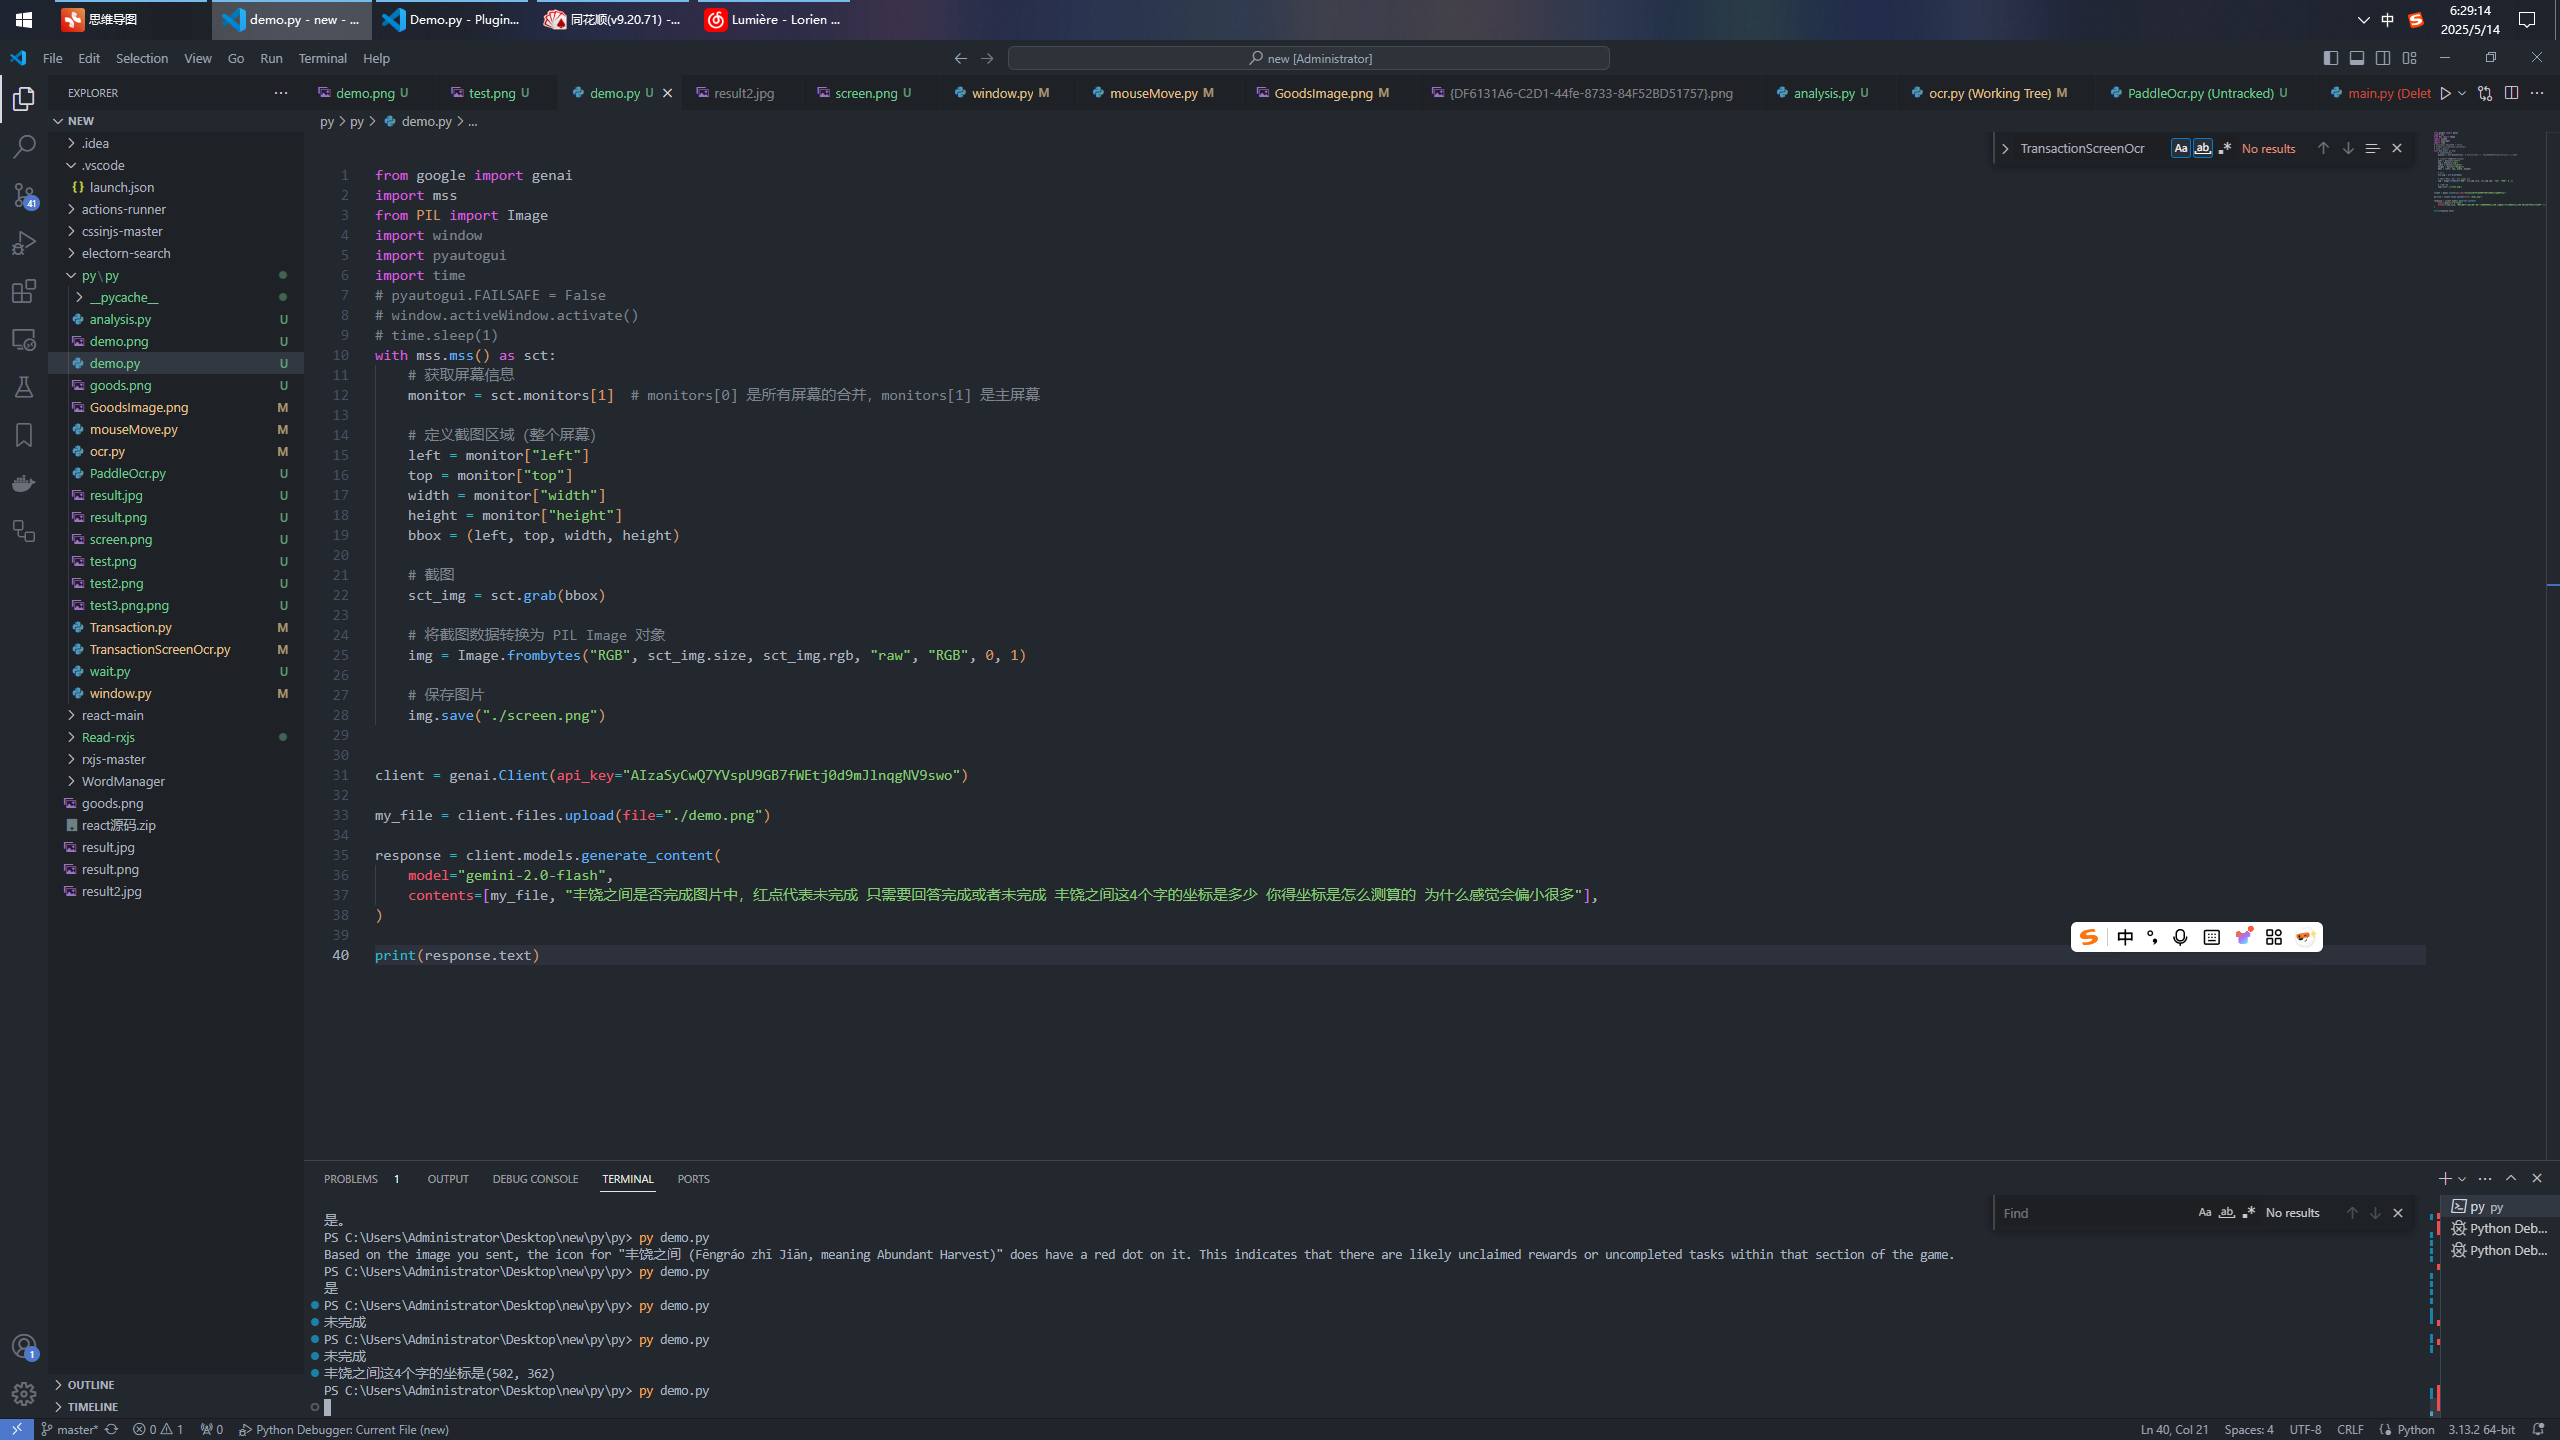 思维导图
demo.py - new - ...
Demo.py - Plugin...
同花顺(v9.20.71) -...
Lumière - Lorien ...
中
6:29:14
2025/5/14
File Edit Selection View Go Run Terminal Help
new [Administrator]
EXPLORER
demo.png U
test.png U
demo.py U
result2.jpg
screen.png U
window.py M
mouseMove.py M
GoodsImage.png M
{DF6131A6-C2D1-44fe-8733-84F52BD51757}.png
analysis.py U
ocr.py (Working Tree) M
PaddleOcr.py (Untracked) U
main.py (Delet
NEW
py > py > demo.py > ...
.idea
.vscode
launch.json
actions-runner
cssinjs-master
electorn-search
py\py
__pycache__
analysis.py U
demo.png U
demo.py U
goods.png U
GoodsImage.png M
mouseMove.py M
ocr.py M
PaddleOcr.py U
result.jpg U
result.png U
screen.png U
test.png U
test2.png U
test3.png.png U
Transaction.py M
TransactionScreenOcr.py M
wait.py U
window.py M
react-main
Read-rxjs
rxjs-master
WordManager
goods.png
react源码.zip
result.jpg
result.png
result2.jpg
OUTLINE
TIMELINE
41
1
TransactionScreenOcr
Aa ab No results
1 from google import genai
2 import mss
3 from PIL import Image
4 import window
5 import pyautogui
6 import time
7 # pyautogui.FAILSAFE = False
8 # window.activeWindow.activate()
9 # time.sleep(1)
10 with mss.mss() as sct:
11 # 获取屏幕信息
12 monitor = sct.monitors[1] # monitors[0] 是所有屏幕的合并，monitors[1] 是主屏幕
13
14 # 定义截图区域（整个屏幕）
15 left = monitor["left"]
16 top = monitor["top"]
17 width = monitor["width"]
18 height = monitor["height"]
19 bbox = (left, top, width, height)
20
21 # 截图
22 sct_img = sct.grab(bbox)
23
24 # 将截图数据转换为 PIL Image 对象
25 img = Image.frombytes("RGB", sct_img.size, sct_img.rgb, "raw", "RGB", 0, 1)
26
27 # 保存图片
28 img.save("./screen.png")
29
30
31 client = genai.Client(api_key="AIzaSyCwQ7YVspU9GB7fWEtj0d9mJlnqgNV9swo")
32
33 my_file = client.files.upload(file="./demo.png")
34
35 response = client.models.generate_content(
36 model="gemini-2.0-flash",
37 contents=[my_file, "丰饶之间是否完成图片中，红点代表未完成 只需要回答完成或者未完成 丰饶之间这4个字的坐标是多少 你得坐标是怎么测算的 为什么感觉会偏小很多"],
38 )
39
40 print(response.text)
中
PROBLEMS 1 OUTPUT DEBUG CONSOLE TERMINAL PORTS
Find
Aa ab No results
py py
Python Deb...
Python Deb...
是。
PS C:\Users\Administrator\Desktop\new\py\py> py demo.py
Based on the image you sent, the icon for "丰饶之间 (Fēngráo zhī Jiān, meaning Abundant Harvest)" does have a red dot on it. This indicates that there are likely unclaimed rewards or uncompleted tasks within that section of the game.
PS C:\Users\Administrator\Desktop\new\py\py> py demo.py
是
PS C:\Users\Administrator\Desktop\new\py\py> py demo.py
未完成
PS C:\Users\Administrator\Desktop\new\py\py> py demo.py
未完成
丰饶之间这4个字的坐标是(502, 362)
PS C:\Users\Administrator\Desktop\new\py\py> py demo.py
master* 0 1 0 Python Debugger: Current File (new)
Ln 40, Col 21 Spaces: 4 UTF-8 CRLF Python 3.13.2 64-bit